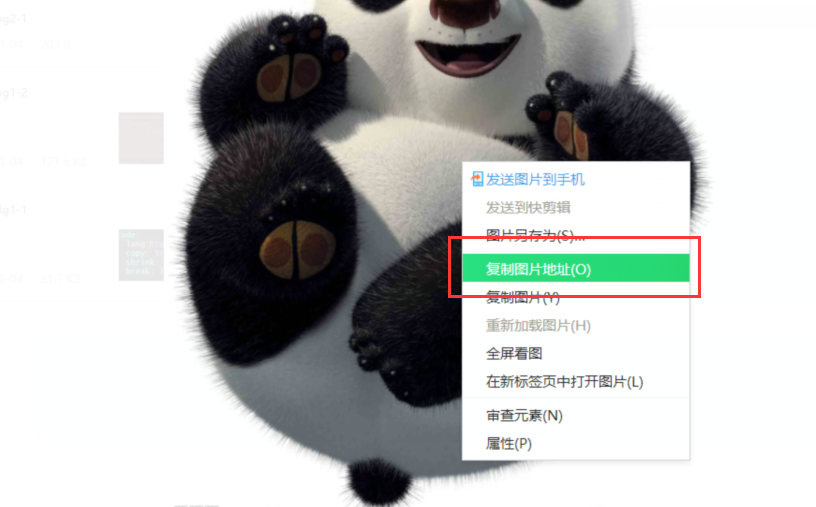 发送图片到手机
发送到快剪辑
图片另存为(S)...
复制图片地址(O)
复制图片(Y)
重新加载图片(H)
全屏看图
在新标签页中打开图片(L)
审查元素(N)
属性(P)